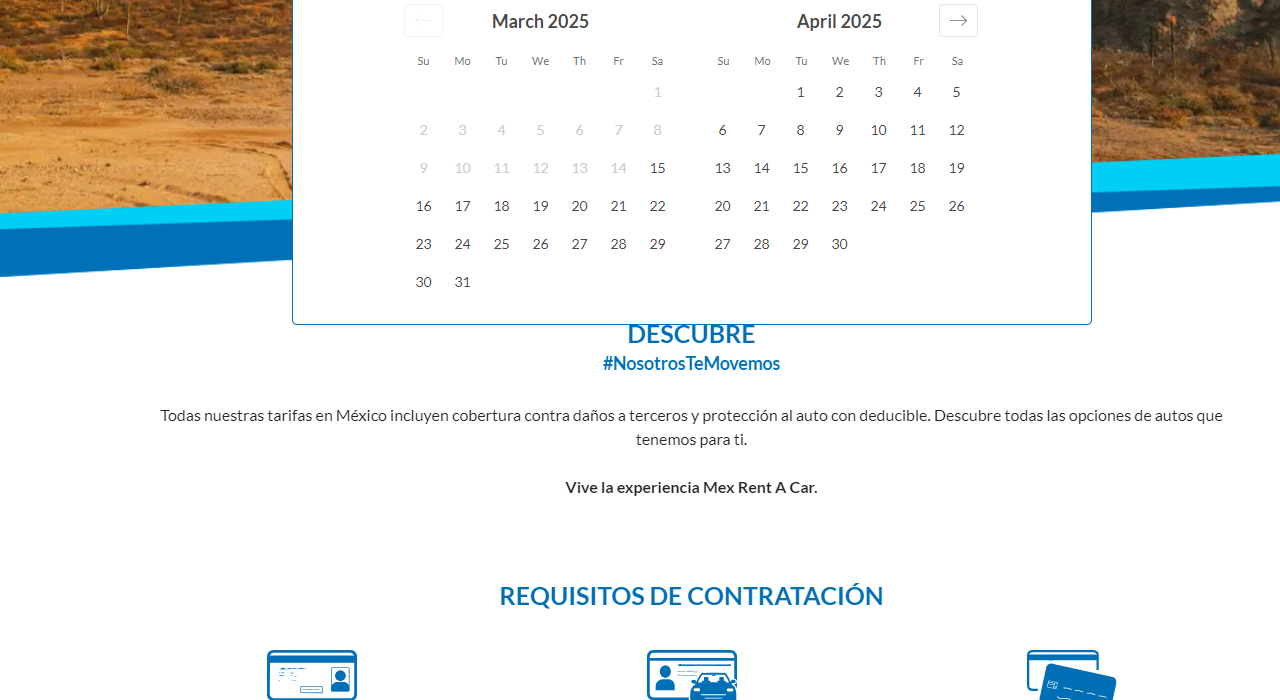 March 2025
Su Mo Tu We Th Fr Sa
1
2 3 4 5 6 7 8
9 10 11 12 13 14 15
16 17 18 19 20 21 22
23 24 25 26 27 28 29
30 31
April 2025
Su Mo Tu We Th Fr Sa
1 2 3 4 5
6 7 8 9 10 11 12
13 14 15 16 17 18 19
20 21 22 23 24 25 26
27 28 29 30
DESCUBRE
#NosotrosTeMovemos
Todas nuestras tarifas en México incluyen cobertura contra daños a terceros y protección al auto con deducible. Descubre todas las opciones de autos que
tenemos para ti.
Vive la experiencia Mex Rent A Car.
REQUISITOS DE CONTRATACIÓN